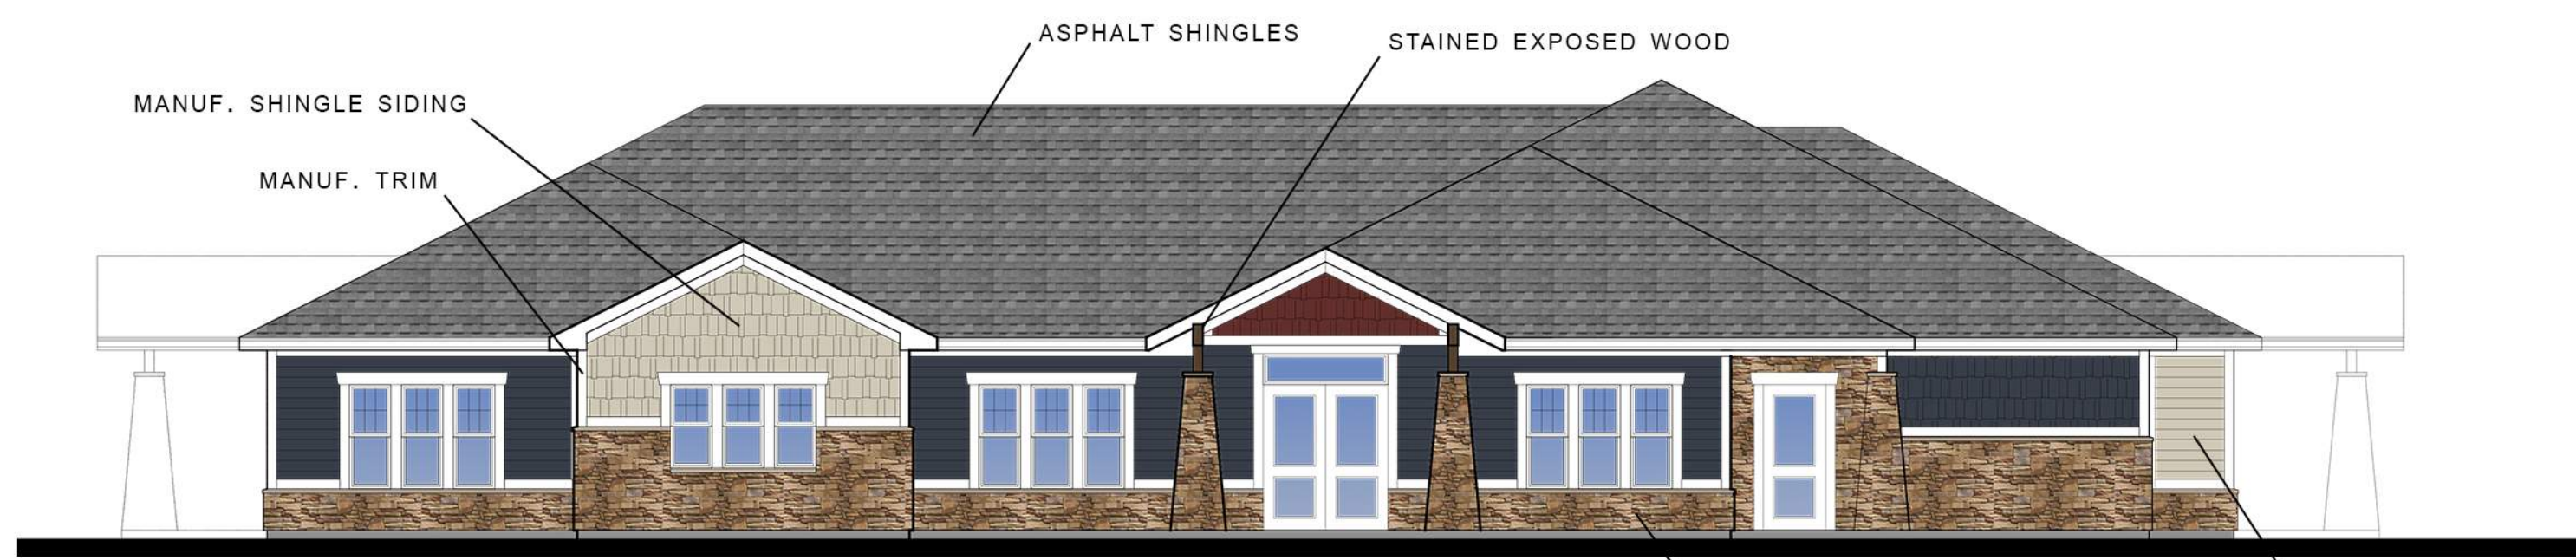 ASPHALT SHINGLES
STAINED EXPOSED WOOD
MANUF. SHINGLE SIDING
MANUF. TRIM